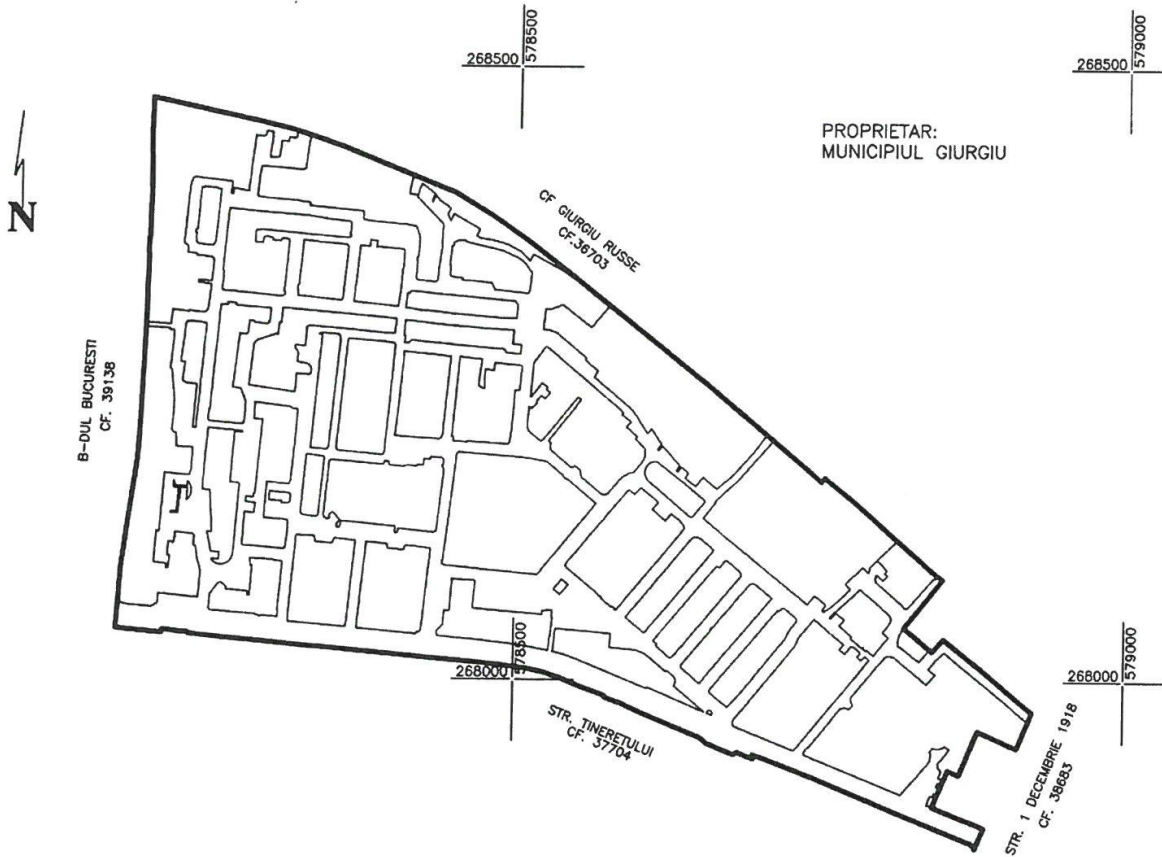 578500
268500
579000
268500
PROPRIETAR:
MUNICIPIUL GIURGIU
N
CF GIURGIU RUSSE
CF.36703
B-DUL BUCURESTI
CF. 39138
578500
268000
579000
268000
STR. TINERETULUI
CF. 37704
STR. 1 DECEMBRIE 1918
CF. 38683